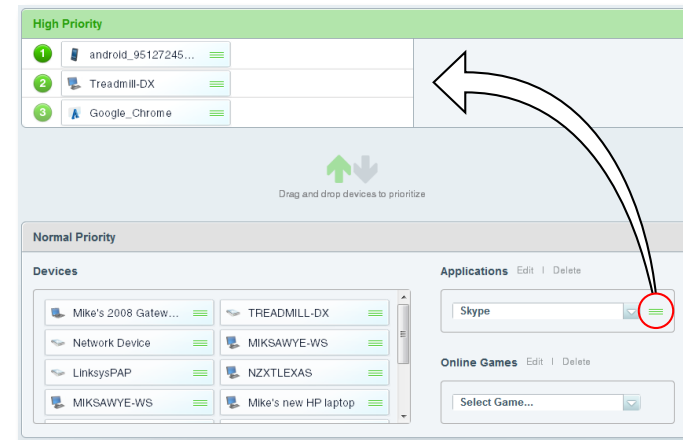 High Priority
1 android_95127245...
2 Treadmill-DX
3 Google_Chrome
Drag and drop devices to prioritize
Normal Priority
Devices
Mike's 2008 Gatew... TREADMILL-DX
Network Device MIKSAWYE-WS
LinksysPAP NZXTLEXAS
MIKSAWYE-WS Mike's new HP laptop
Applications Edit | Delete
Skype
Online Games Edit | Delete
Select Game...